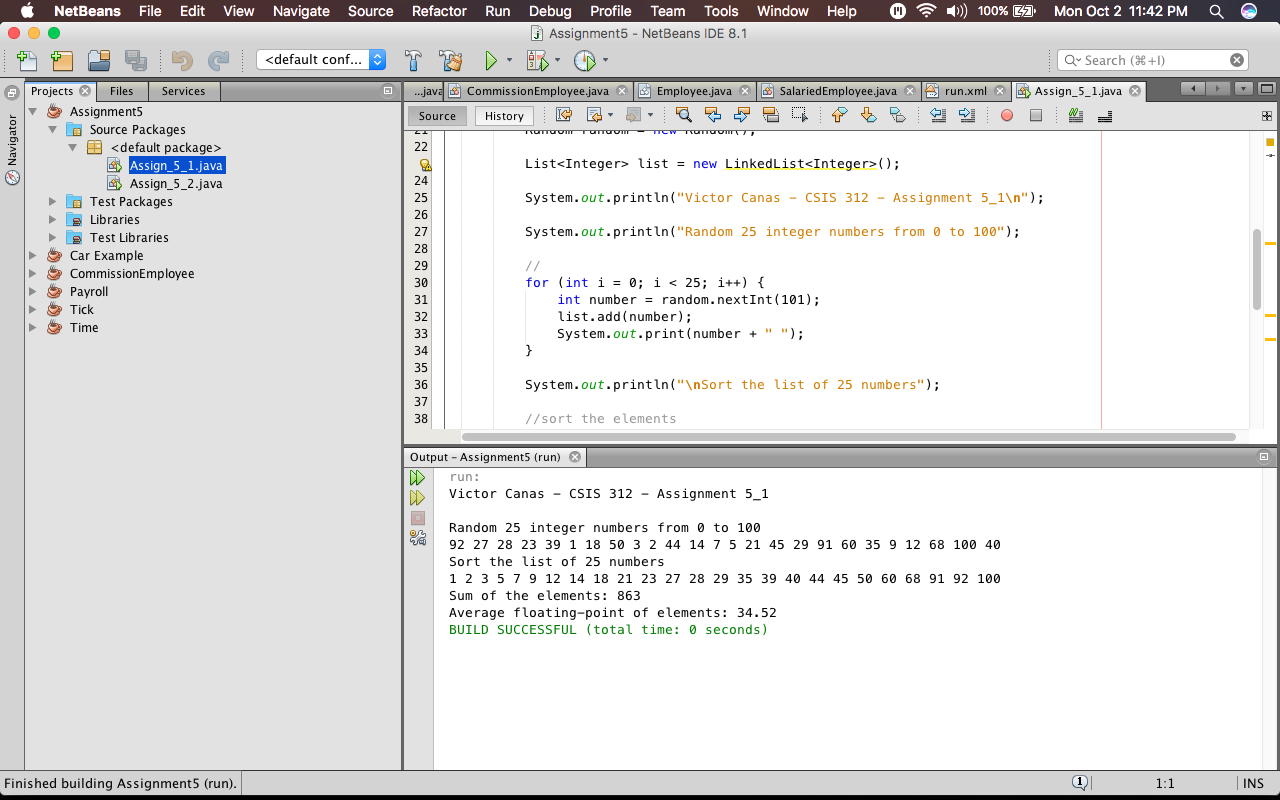 NetBeans File Edit View Navigate Source Refactor Run Debug Profile Team Tools Window Help 100% Mon Oct 2 11:42 PM
Assignment5 - NetBeans IDE 8.1
<default conf... Search (⌘+I)
Projects Files Services
Navigator
Assignment5
Source Packages
<default package>
Assign_5_1.java
Assign_5_2.java
Test Packages
Libraries
Test Libraries
Car Example
CommissionEmployee
Payroll
Tick
Time
...java CommissionEmployee.java Employee.java SalariedEmployee.java run.xml Assign_5_1.java
Source History
21 Random random = new Random();
22
List<Integer> list = new LinkedList<Integer>();
24
25 System.out.println("Victor Canas - CSIS 312 - Assignment 5_1\n");
26
27 System.out.println("Random 25 integer numbers from 0 to 100");
28
29 //
30 for (int i = 0; i < 25; i++) {
31 int number = random.nextInt(101);
32 list.add(number);
33 System.out.print(number + " ");
34 }
35
36 System.out.println("\nSort the list of 25 numbers");
37
38 //sort the elements
Output - Assignment5 (run)
run:
Victor Canas - CSIS 312 - Assignment 5_1
Random 25 integer numbers from 0 to 100
92 27 28 23 39 1 18 50 3 2 44 14 7 5 21 45 29 91 60 35 9 12 68 100 40
Sort the list of 25 numbers
1 2 3 5 7 9 12 14 18 21 23 27 28 29 35 39 40 44 45 50 60 68 91 92 100
Sum of the elements: 863
Average floating-point of elements: 34.52
BUILD SUCCESSFUL (total time: 0 seconds)
Finished building Assignment5 (run). 1 1:1 INS